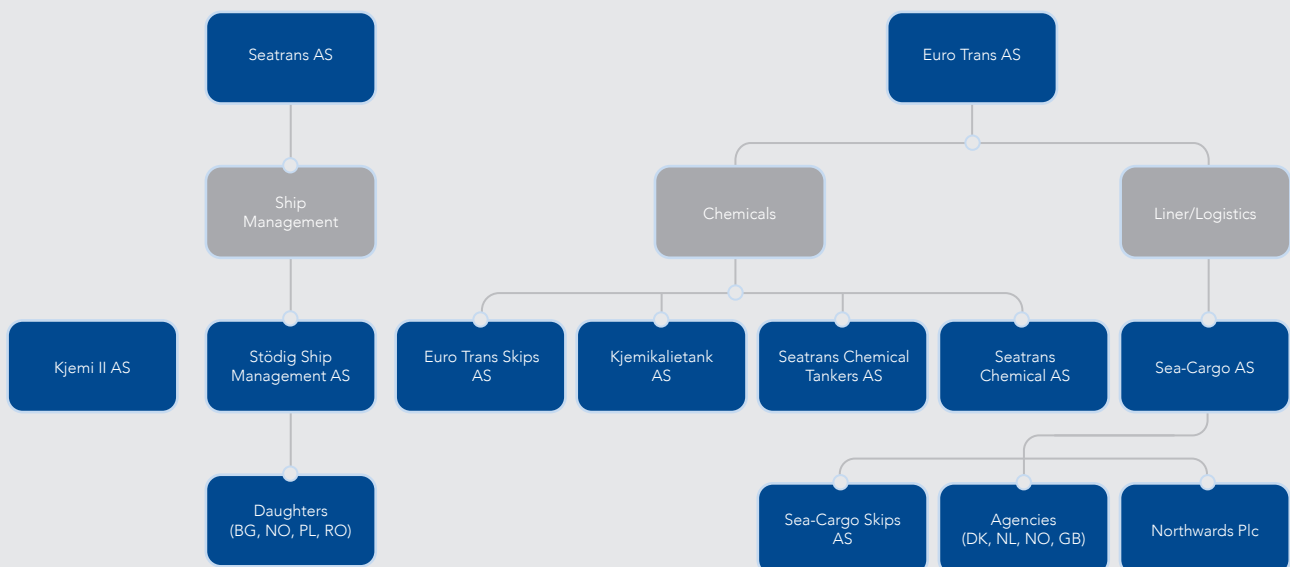 Seatrans AS
Euro Trans AS
Ship
Management
Chemicals
Liner/Logistics
Kjemi II AS
Stödig Ship
Management AS
Euro Trans Skips
AS
Kjemikalietank
AS
Seatrans Chemical
Tankers AS
Seatrans
Chemical AS
Sea-Cargo AS
Daughters
(BG, NO, PL, RO)
Sea-Cargo Skips
AS
Agencies
(DK, NL, NO, GB)
Northwards Plc